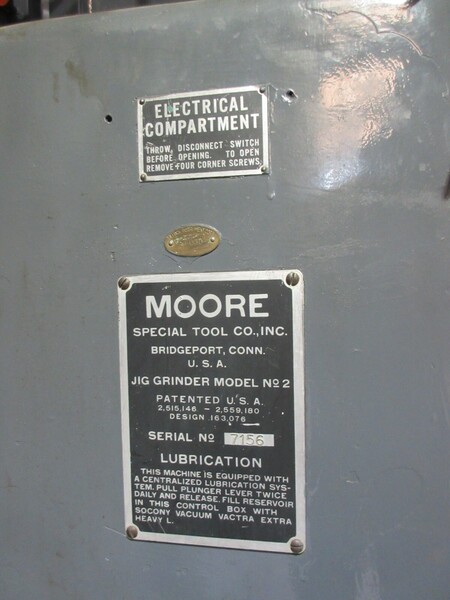 ELECTRICAL
COMPARTMENT
THROW DISCONNECT SWITCH
BEFORE OPENING. TO OPEN
REMOVE FOUR CORNER SCREWS.
MOORE
SPECIAL TOOL CO., INC.
BRIDGEPORT, CONN.
U. S. A.
JIG GRINDER MODEL Nº 2
PATENTED U. S. A.
2,515,146 - 2,559,180
DESIGN 163,076
SERIAL Nº 7156
LUBRICATION
THIS MACHINE IS EQUIPPED WITH
A CENTRALIZED LUBRICATION SYS-
TEM. PULL PLUNGER LEVER TWICE
DAILY AND RELEASE. FILL RESERVOIR
IN THIS CONTROL BOX WITH
SOCONY VACUUM VACTRA EXTRA
HEAVY L.